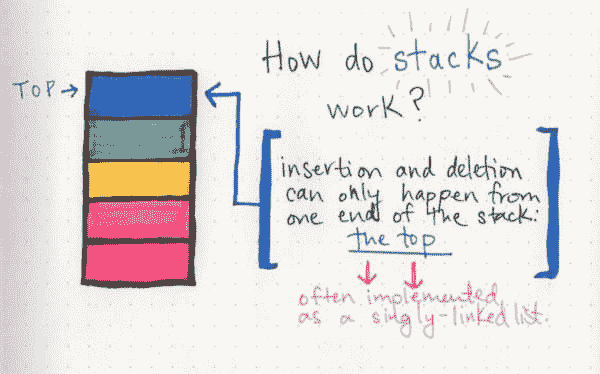 How do stacks
work?
TOP →
insertion and deletion
can only happen from
one end of the stack:
the top
often implemented
as a singly-linked list.